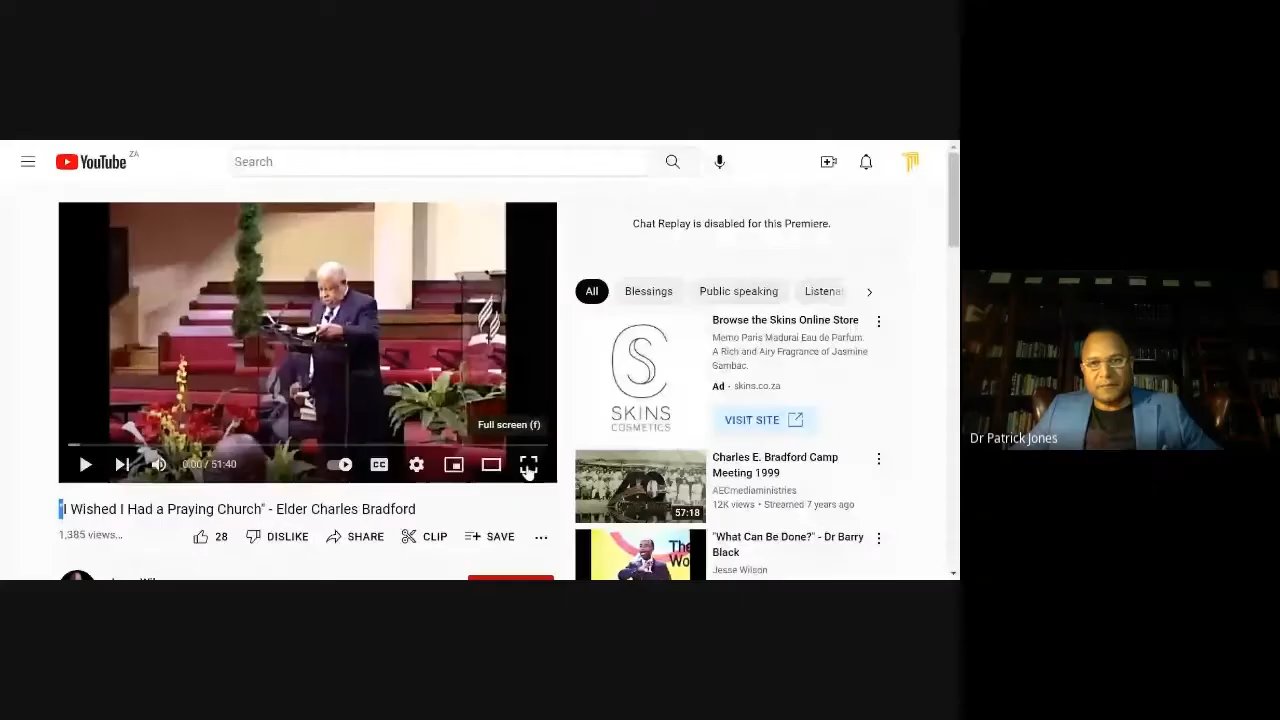 YouTube ZA
Search
Chat Replay is disabled for this Premiere.
All
Blessings
Public speaking
Browse the Skins Online Store
Memo Paris Madurai Eau de Parfum.
A Rich and Airy Fragrance of Jasmine
Sambac.
Ad · skins.co.za
SKINS
COSMETICS
VISIT SITE
Full screen (f)
0:00 / 51:40
CC
Charles E. Bradford Camp
Meeting 1999
AECmediaministries
12K views • Streamed 7 years ago
57:18
"I Wished I Had a Praying Church" - Elder Charles Bradford
1,385 views...
28
DISLIKE
SHARE
CLIP
SAVE
...
"What Can Be Done?" - Dr Barry
Black
Jesse Wilson
The
Wo
Dr Patrick Jones